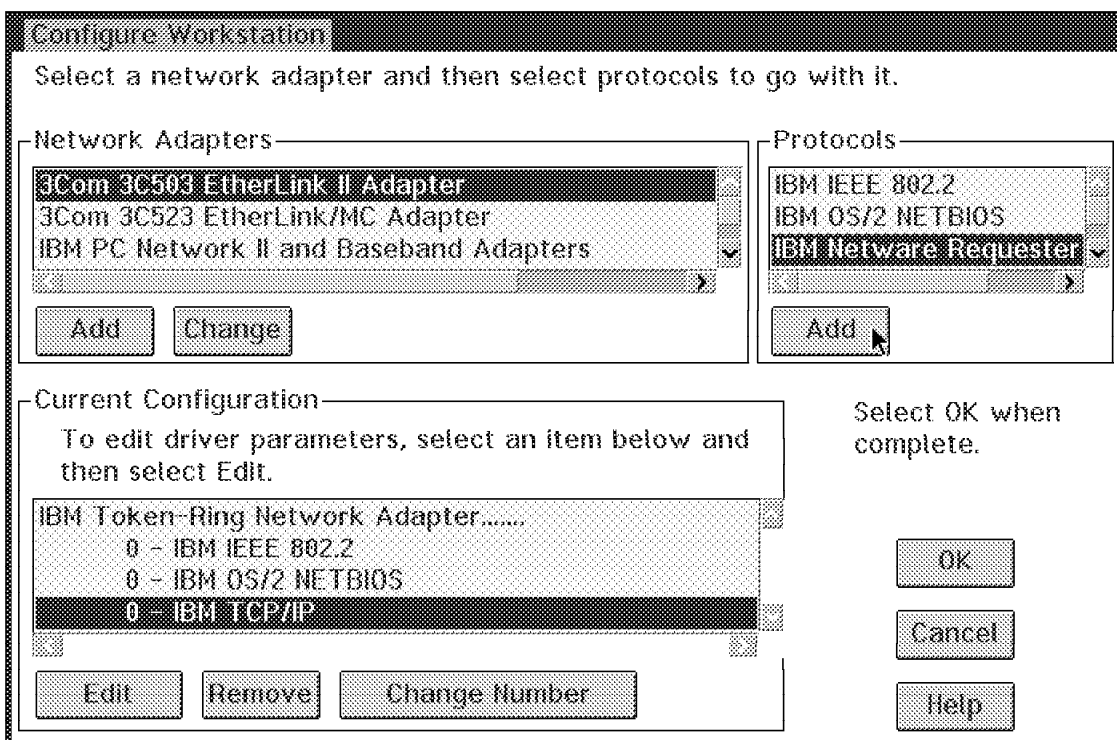 Configure Workstation
Select a network adapter and then select protocols to go with it.
Network Adapters
3Com 3C503 EtherLink II Adapter
3Com 3C523 EtherLink/MC Adapter
IBM PC Network II and Baseband Adapters
Add
Change
Protocols
IBM IEEE 802.2
IBM OS/2 NETBIOS
IBM Netware Requester
Add
Current Configuration
To edit driver parameters, select an item below and
then select Edit.
IBM Token-Ring Network Adapter.......
0 - IBM IEEE 802.2
0 - IBM OS/2 NETBIOS
0 - IBM TCP/IP
Edit
Remove
Change Number
Select OK when
complete.
OK
Cancel
Help